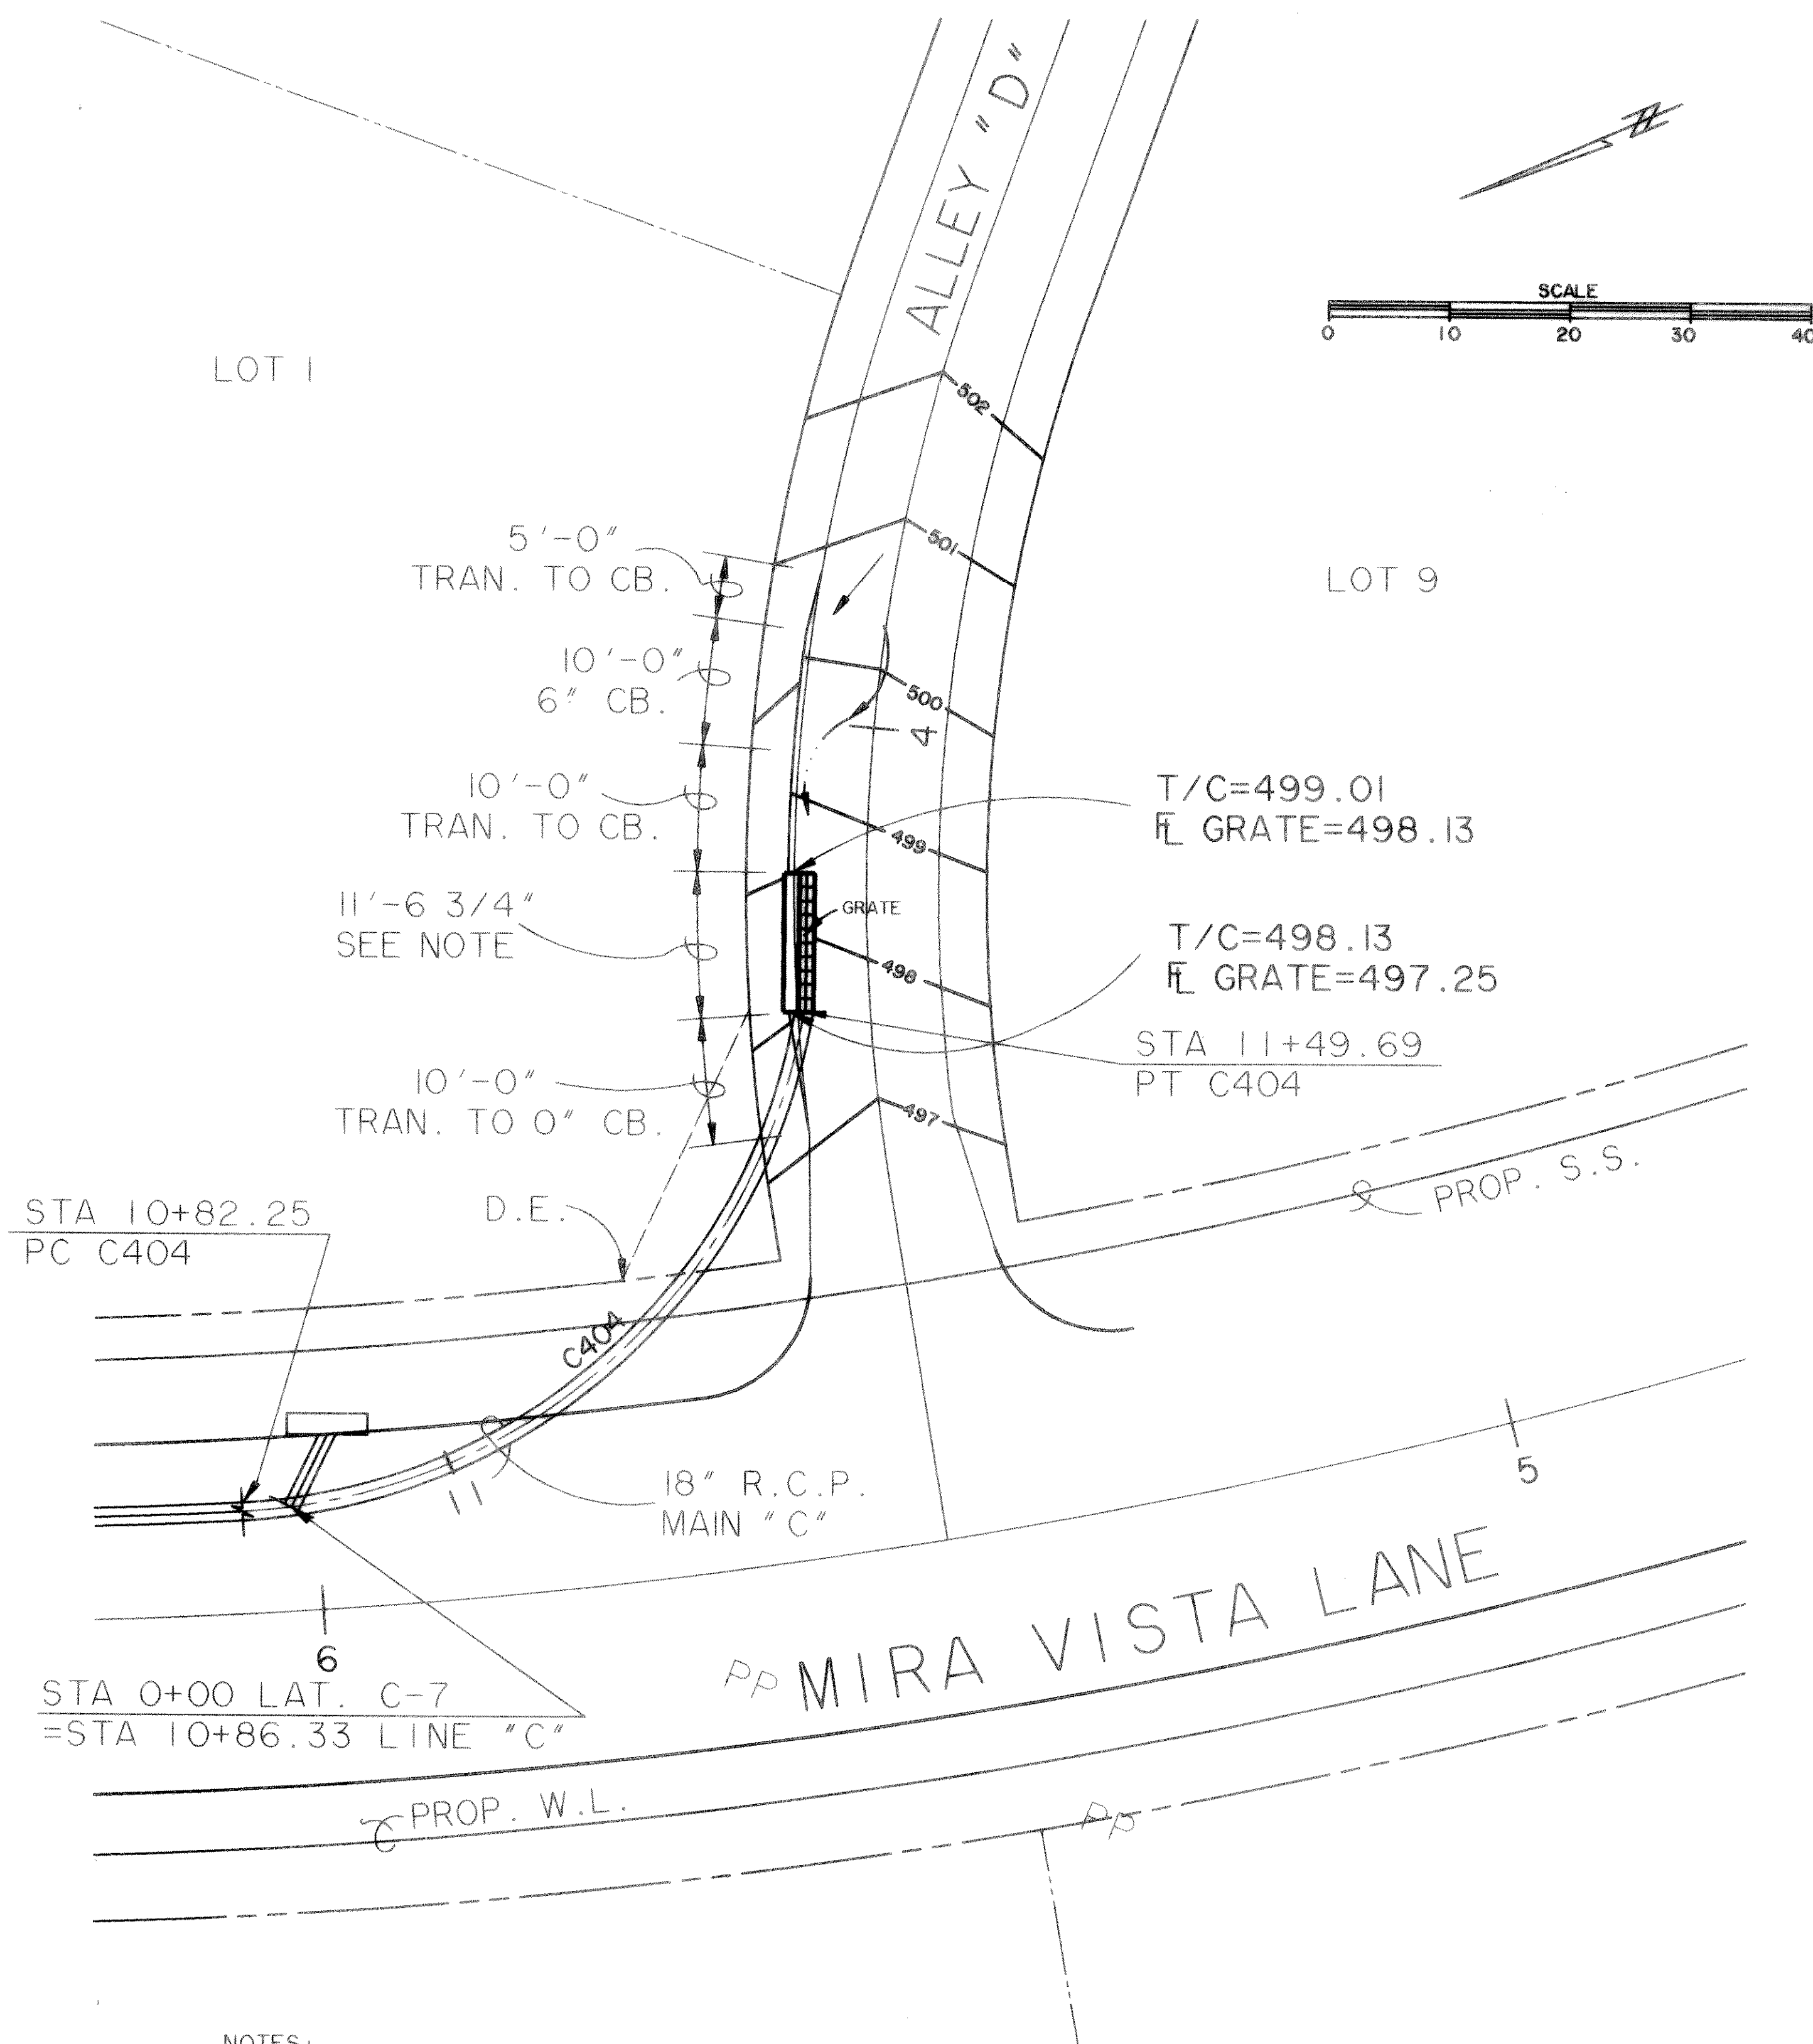 ALLEY "D"
N
SCALE
0 10 20 30 40
LOT 1
502
501
5'-0"
TRAN. TO CB.
LOT 9
10'-0"
6" CB.
500
4
10'-0"
TRAN. TO CB.
T/C=499.01
FL GRATE=498.13
499
11'-6 3/4"
SEE NOTE
GRATE
T/C=498.13
FL GRATE=497.25
498
STA 11+49.69
PT C404
10'-0"
TRAN. TO 0" CB.
497
PROP. S.S.
D.E.
STA 10+82.25
PC C404
C404
18" R.C.P.
MAIN "C"
11
5
6
PP
MIRA VISTA LANE
STA 0+00 LAT. C-7
=STA 10+86.33 LINE "C"
PROP. W.L.
PP
NOTES: